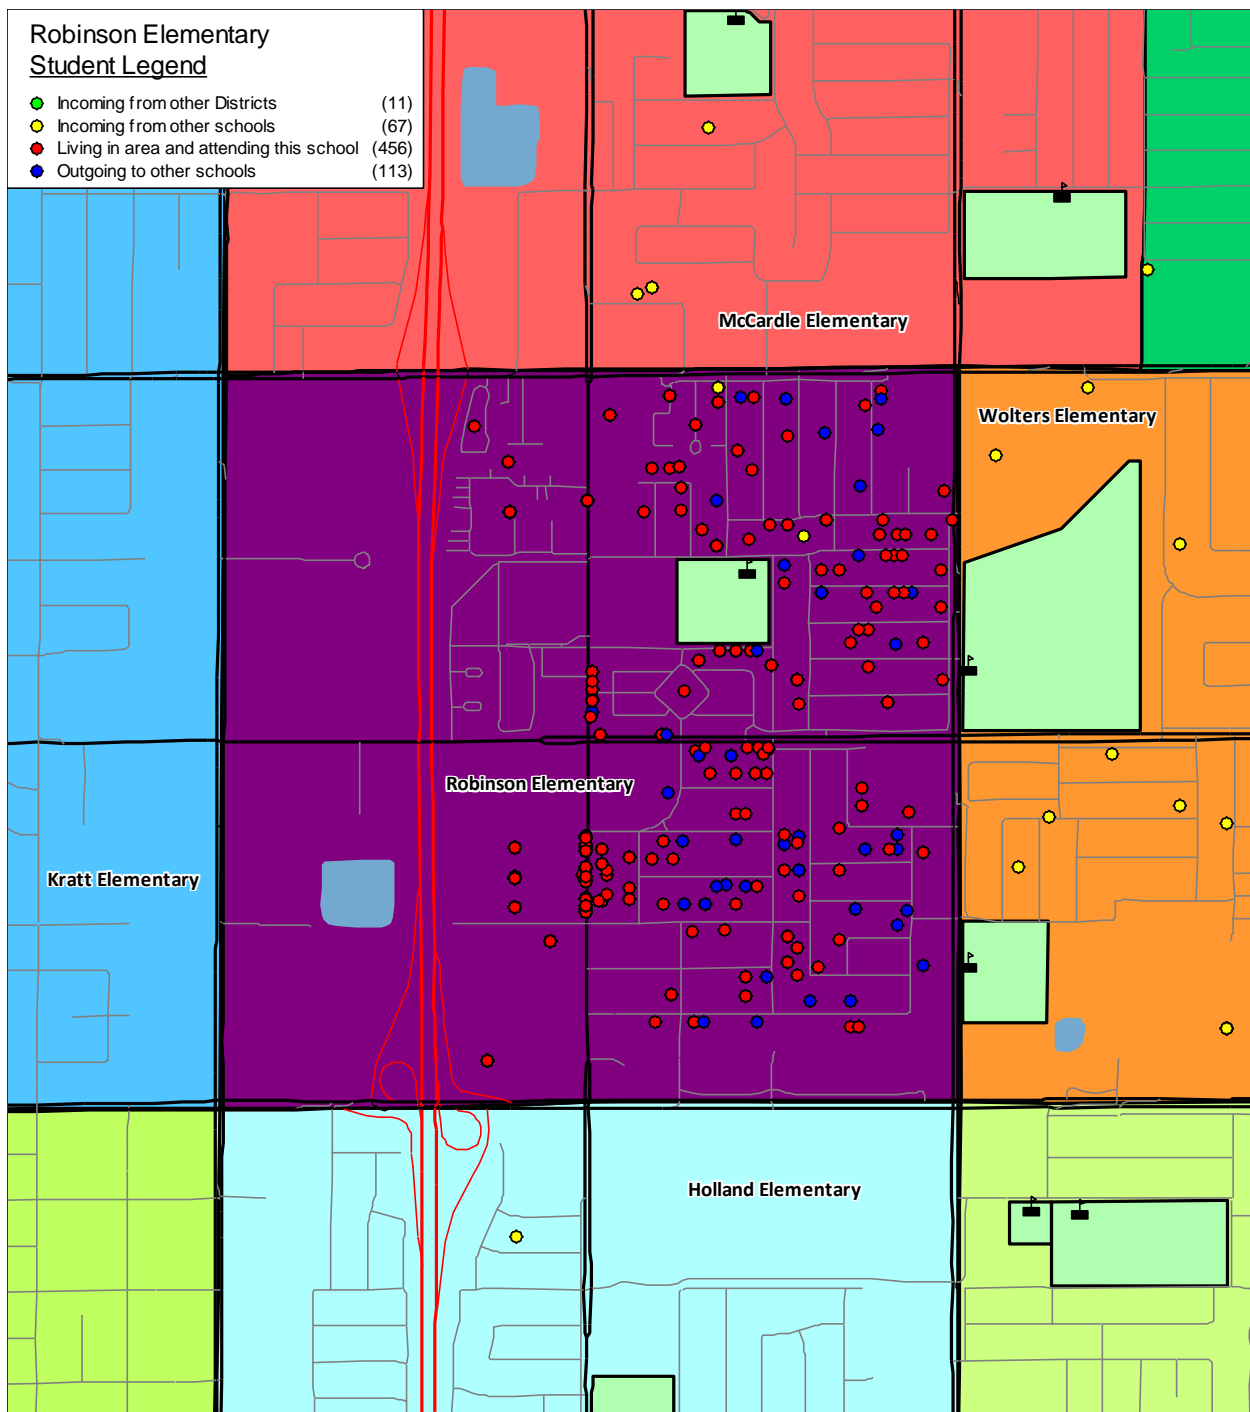 Robinson Elementary
Student Legend
Incoming from other Districts (11)
Incoming from other schools (67)
Living in area and attending this school (456)
Outgoing to other schools (113)
McCardle Elementary
Wolters Elementary
Robinson Elementary
Kratt Elementary
Holland Elementary